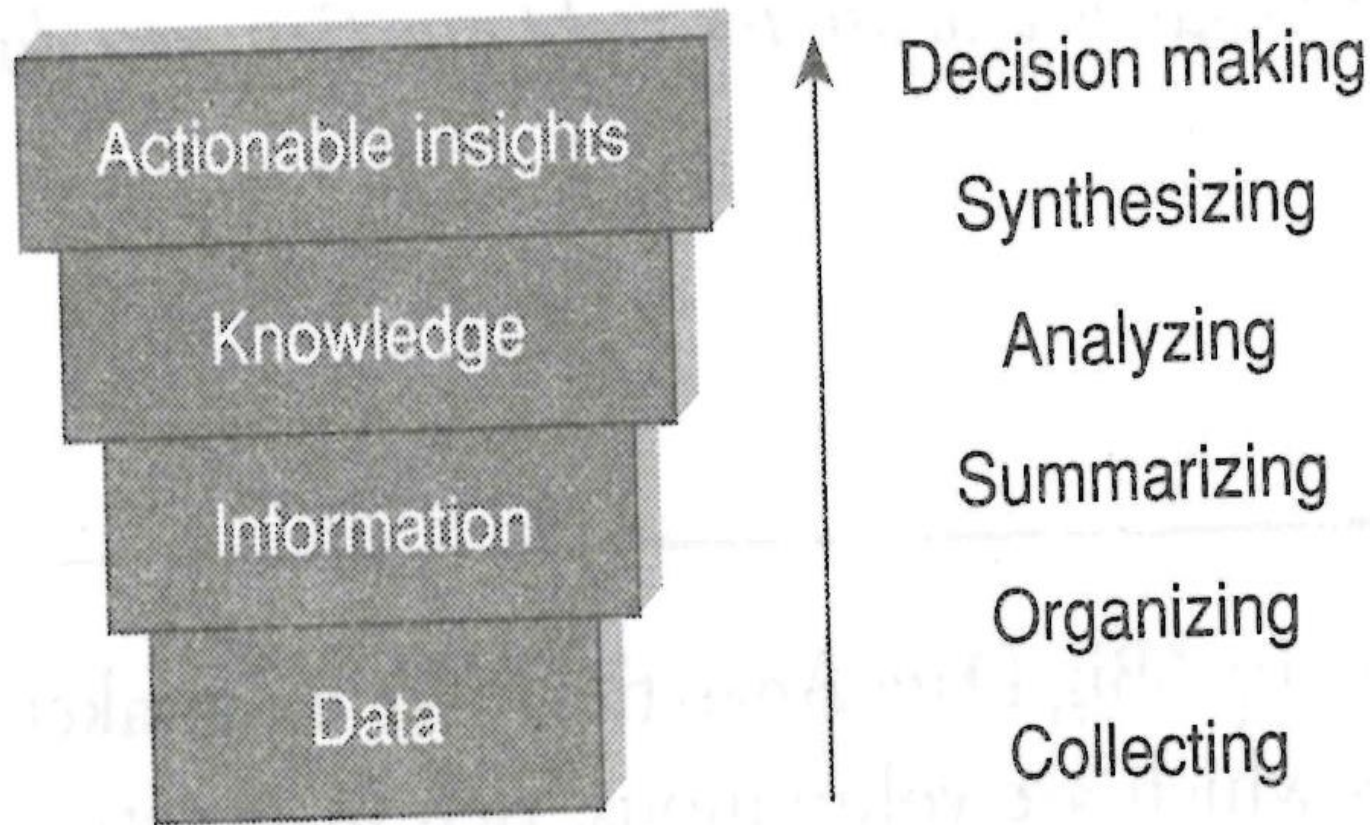 Actionable insights
Knowledge
Information
Data
Decision making
Synthesizing
Analyzing
Summarizing
Organizing
Collecting